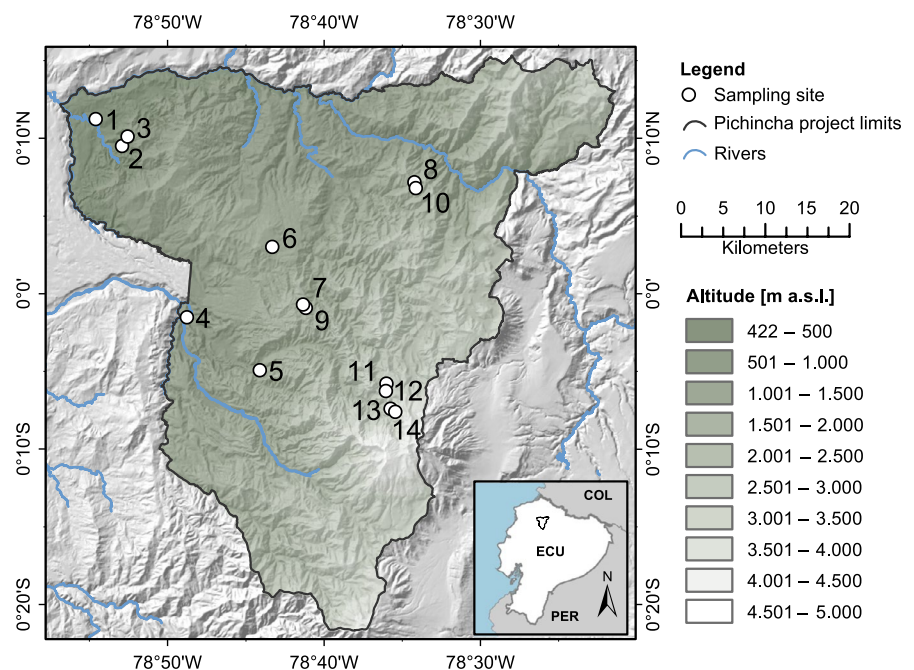 78°50'W 78°40'W 78°30'W
0°10'N 0°10'N
0°0' 0°0'
0°10'S 0°10'S
0°20'S 0°20'S
78°50'W 78°40'W 78°30'W
1
3
2
8
10
6
7
9
4
5
11
12
13
14
COL
ECU
PER
N
Legend
Sampling site
Pichincha project limits
Rivers
0 5 10 15 20
Kilometers
Altitude [m a.s.l.]
422 – 500
501 – 1.000
1.001 – 1.500
1.501 – 2.000
2.001 – 2.500
2.501 – 3.000
3.001 – 3.500
3.501 – 4.000
4.001 – 4.500
4.501 – 5.000